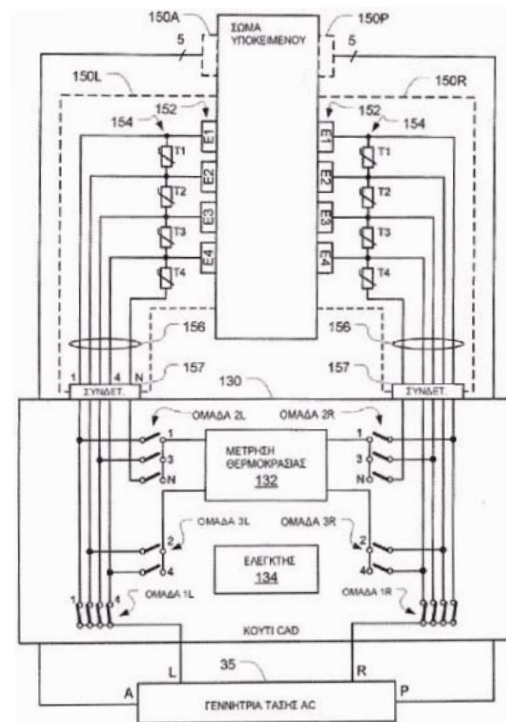 150A
150P
ΣΩΜΑ
ΥΠΟΚΕΙΜΕΝΟΥ
5
5
150L
150R
152
152
154
154
E1
E1
T1
T1
E2
E2
T2
T2
E3
E3
T3
T3
E4
E4
T4
T4
156
156
1
4
N
157
157
130
ΣΥΝΔΕΤ.
ΣΥΝΔΕΤ.
ΟΜΑΔΑ 2L
ΟΜΑΔΑ 2R
1
1
ΜΕΤΡΗΣΗ
ΘΕΡΜΟΚΡΑΣΙΑΣ
132
3
3
N
N
ΟΜΑΔΑ 3L
ΟΜΑΔΑ 3R
2
2
4
4
ΕΛΕΓΚΤΗΣ
134
1
4
ΟΜΑΔΑ 1L
ΟΜΑΔΑ 1R
ΚΟΥΤΙ CAD
L
35
R
A
P
ΓΕΝΝΗΤΡΙΑ ΤΑΣΗΣ AC